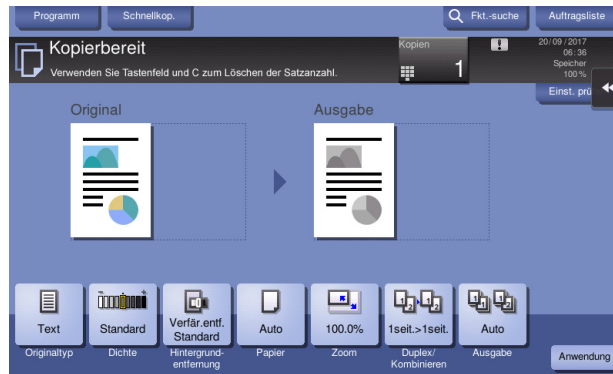 Programm
Schnellkop.
Fkt.-suche
Auftragsliste
Kopierbereit
Verwenden Sie Tastenfeld und C zum Löschen der Satzanzahl.
Kopien
1
20/09/2017
06:36
Speicher
100%
Einst. prü
Original
Ausgabe
Text
Standard
Verfär.entf.
Standard
Auto
100.0%
1seit.>1seit.
Auto
Originaltyp
Dichte
Hintergrund-
entfernung
Papier
Zoom
Duplex/
Kombinieren
Ausgabe
Anwendung